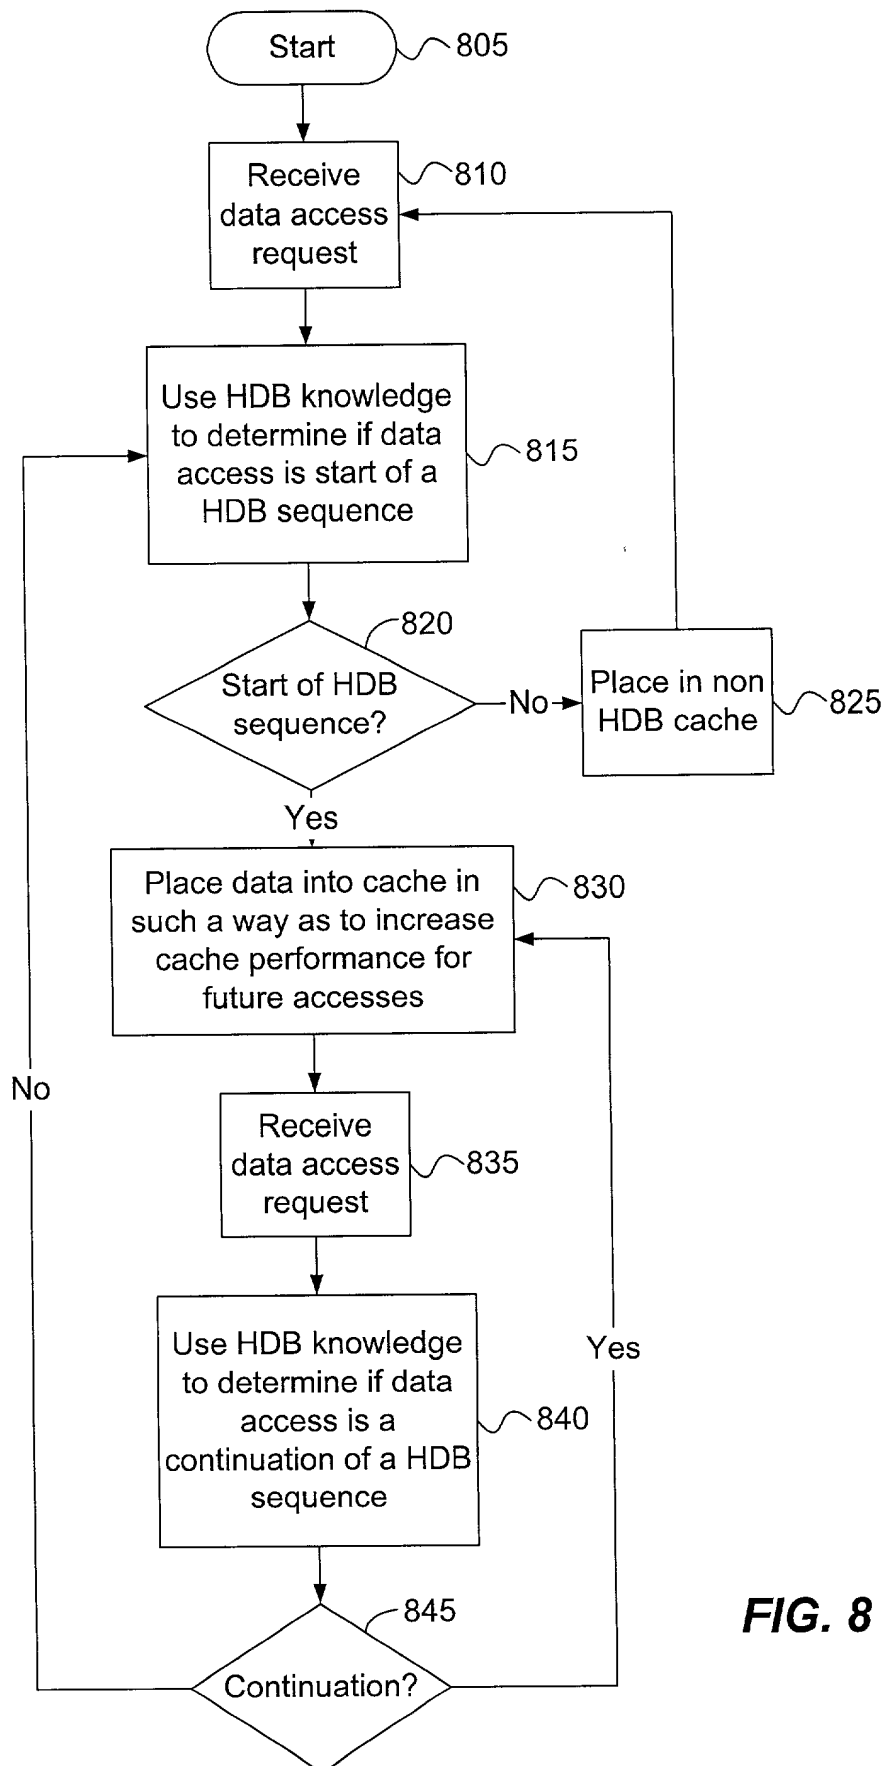 Start
805
Receive
data access
request
810
Use HDB knowledge
to determine if data
access is start of a
HDB sequence
815
Start of HDB
sequence?
820
No
Place in non
HDB cache
825
Yes
Place data into cache in
such a way as to increase
cache performance for
future accesses
830
No
Receive
data access
request
835
Use HDB knowledge
to determine if data
access is a
continuation of a HDB
sequence
840
Yes
Continuation?
845
FIG. 8